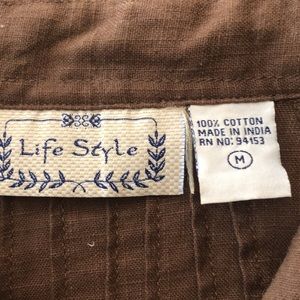 Life Style
100% COTTON
MADE IN INDIA
RN NO: 94153
M